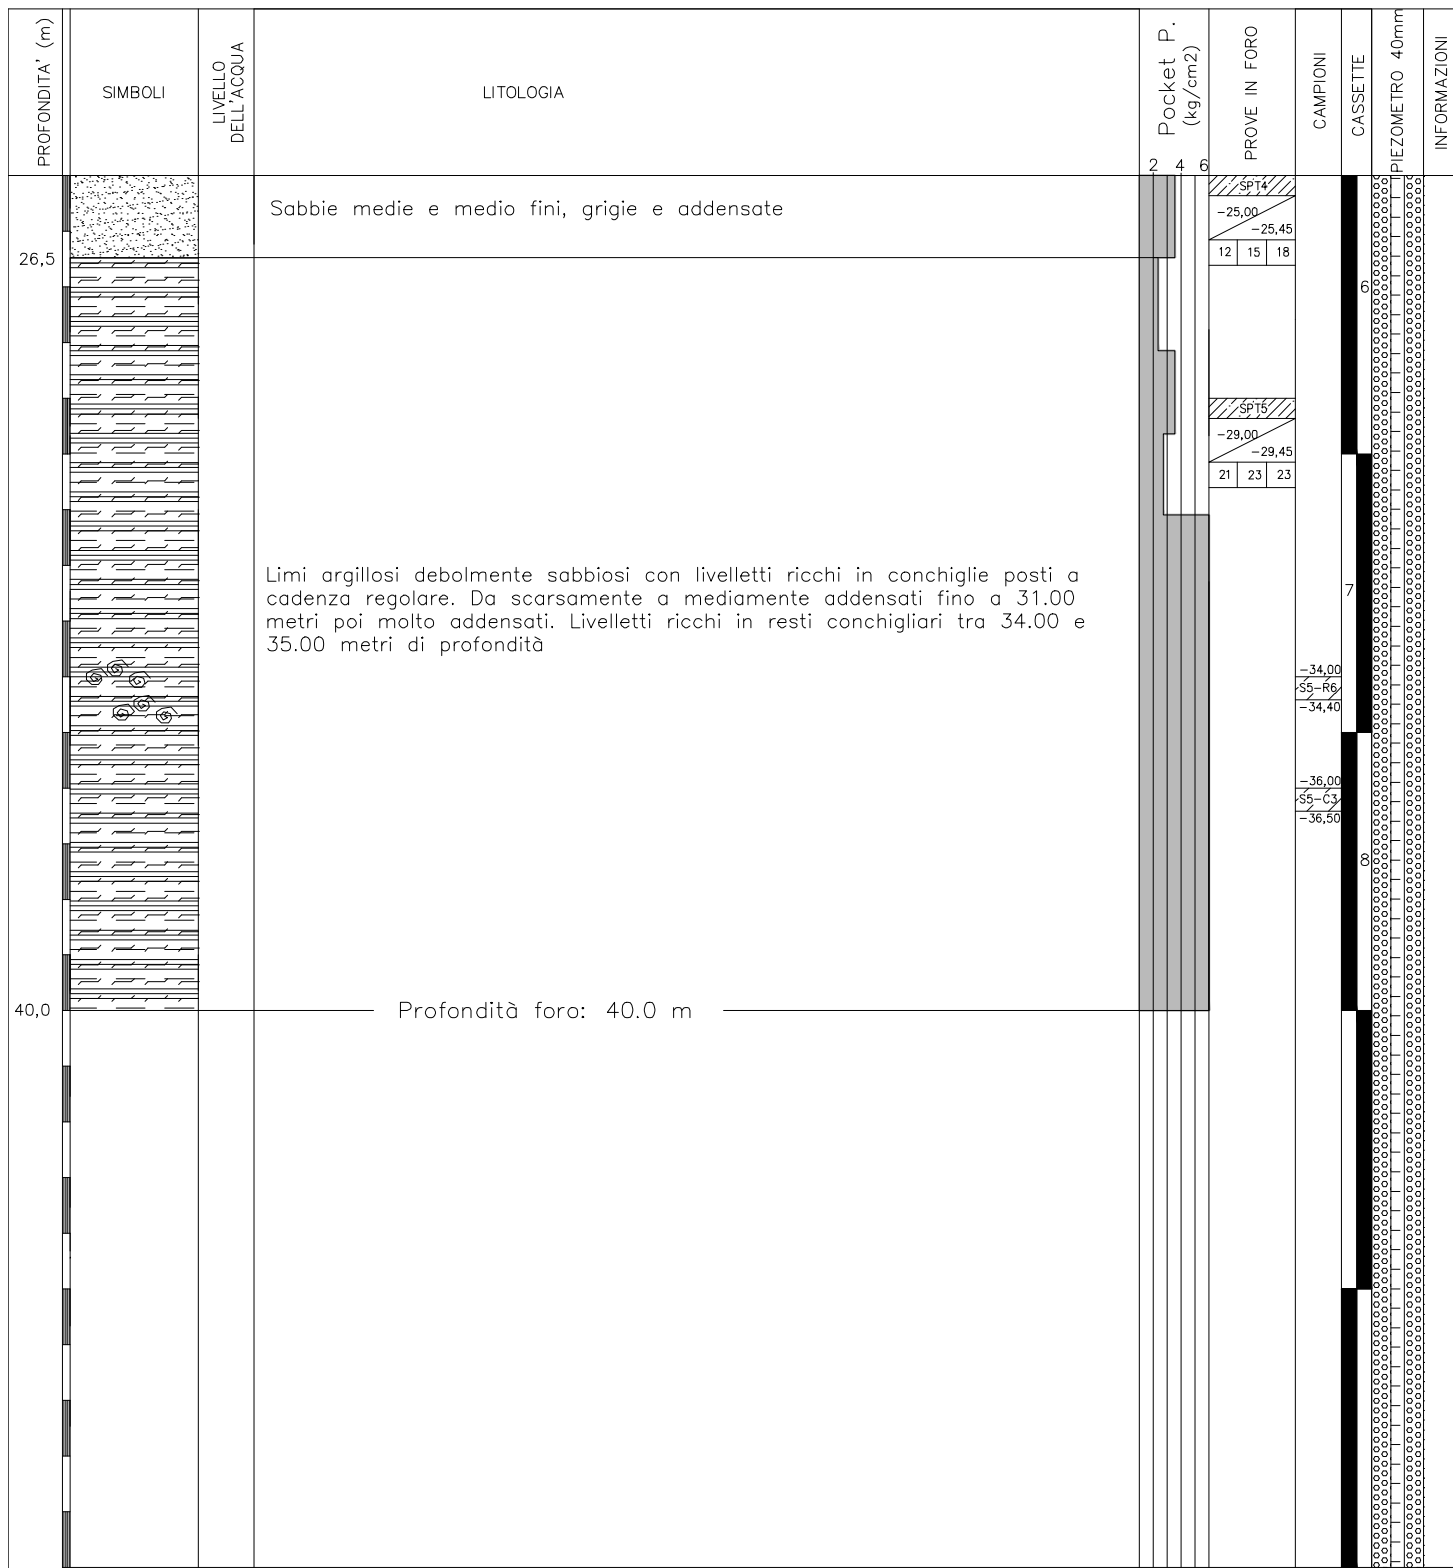 PROFONDITA' (m)
SIMBOLI
LIVELLO
DELL'ACQUA
LITOLOGIA
Pocket P.
(kg/cm2)
2 4 6
PROVE IN FORO
CAMPIONI
CASSETTE
PIEZOMETRO 40mm
INFORMAZIONI
Sabbie medie e medio fini, grigie e addensate
SPT4
-25,00
-25,45
12 15 18
26,5
6
SPT5
-29,00
-29,45
21 23 23
Limi argillosi debolmente sabbiosi con livelletti ricchi in conchiglie posti a
cadenza regolare. Da scarsamente a mediamente addensati fino a 31.00
metri poi molto addensati. Livelletti ricchi in resti conchigliari tra 34.00 e
35.00 metri di profondità
7
-34,00
S5-R6
-34,40
-36,00
S5-C3
-36,50
8
40,0
Profondità foro: 40.0 m